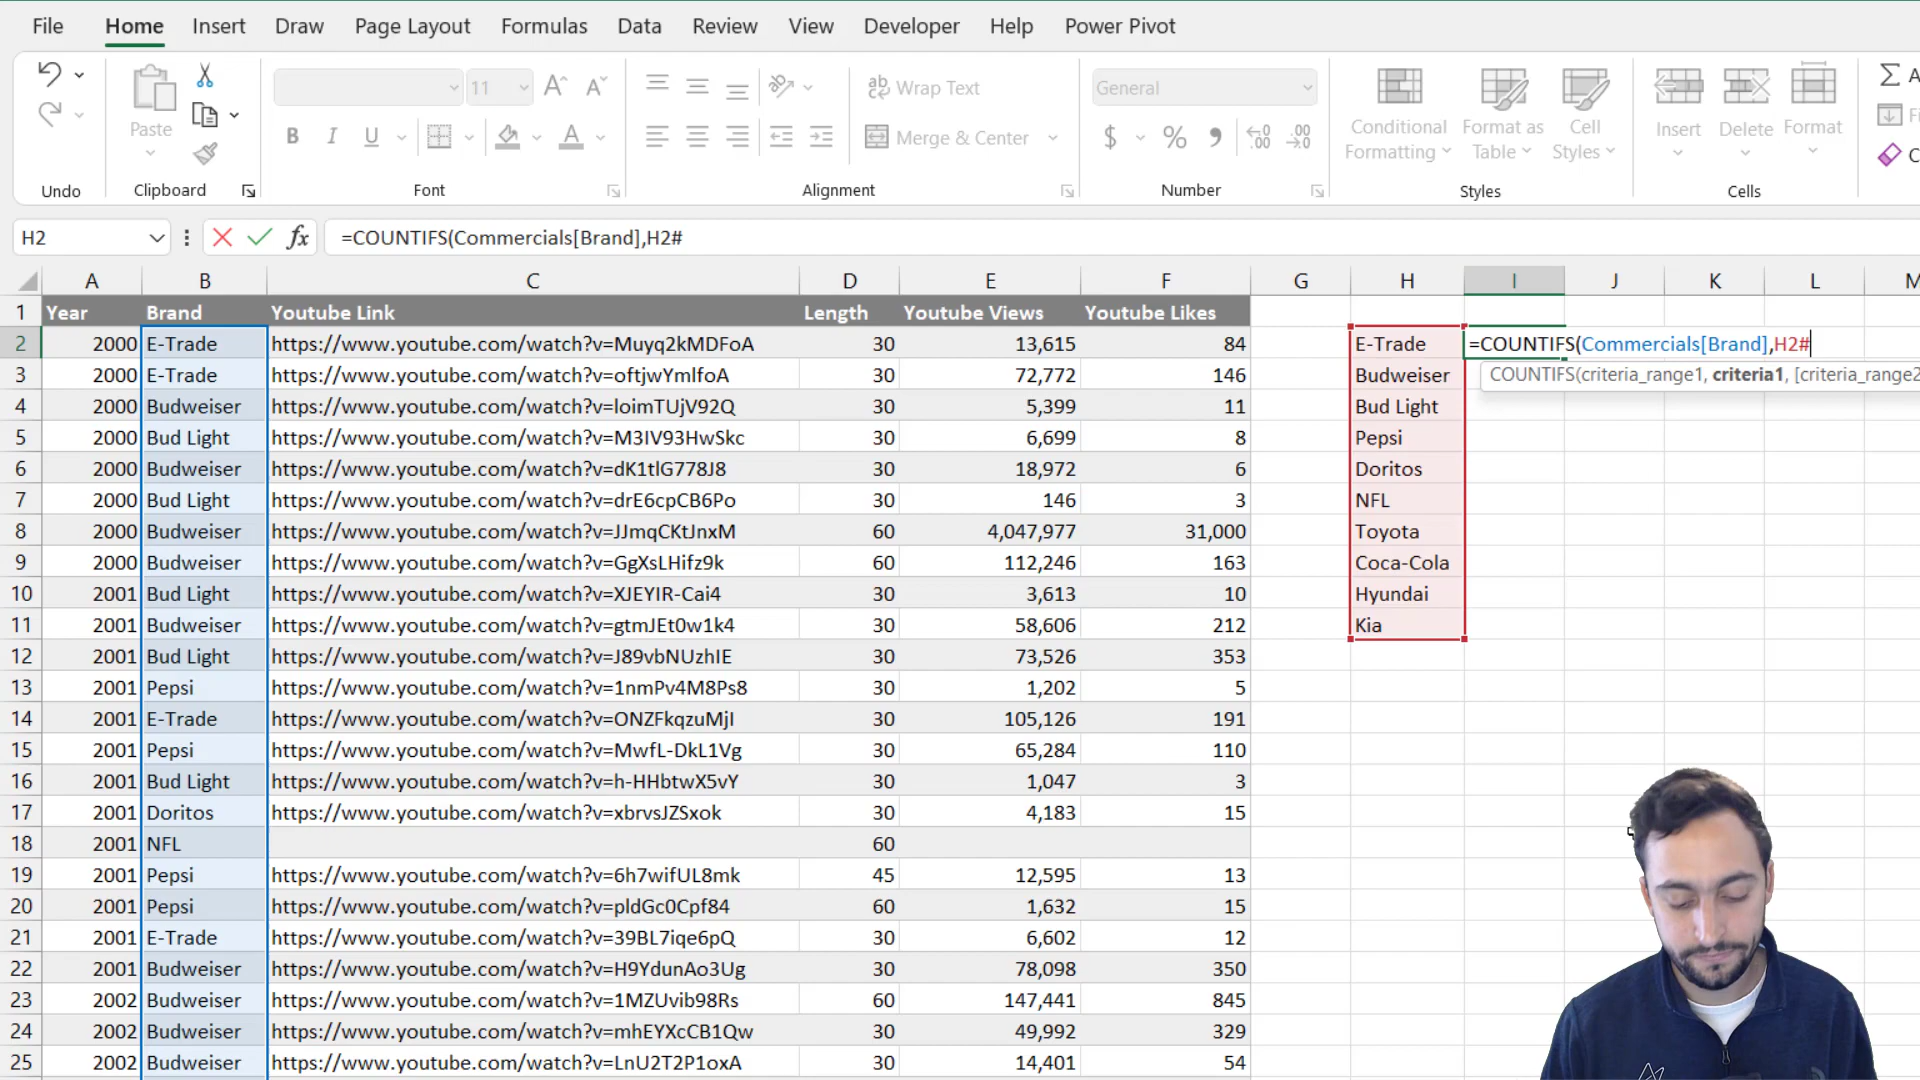 File Home Insert Draw Page Layout Formulas Data Review View Developer Help Power Pivot
11 Wrap Text General
Paste Conditional Format as Cell Insert Delete Format
B I U A Merge & Center $ % Formatting Table Styles
Undo Clipboard Font Alignment Number Styles Cells
H2 fx =COUNTIFS(Commercials[Brand],H2#
A B C D E F G H I J K L M
1 Year Brand Youtube Link Length Youtube Views Youtube Likes
2 2000 E-Trade https://www.youtube.com/watch?v=Muyq2kMDFoA 30 13,615 84 E-Trade =COUNTIFS(Commercials[Brand],H2#
3 2000 E-Trade https://www.youtube.com/watch?v=oftjwYmlfoA 30 72,772 146 Budweiser COUNTIFS(criteria_range1, criteria1, [criteria_range2
4 2000 Budweiser https://www.youtube.com/watch?v=loimTUjV92Q 30 5,399 11 Bud Light
5 2000 Bud Light https://www.youtube.com/watch?v=M3IV93HwSkc 30 6,699 8 Pepsi
6 2000 Budweiser https://www.youtube.com/watch?v=dK1tlG778J8 30 18,972 6 Doritos
7 2000 Bud Light https://www.youtube.com/watch?v=drE6cpCB6Po 30 146 3 NFL
8 2000 Budweiser https://www.youtube.com/watch?v=JJmqCKtJnxM 60 4,047,977 31,000 Toyota
9 2000 Budweiser https://www.youtube.com/watch?v=GgXsLHifz9k 60 112,246 163 Coca-Cola
10 2001 Bud Light https://www.youtube.com/watch?v=XJEYIR-Cai4 30 3,613 10 Hyundai
11 2001 Budweiser https://www.youtube.com/watch?v=gtmJEt0w1k4 30 58,606 212 Kia
12 2001 Bud Light https://www.youtube.com/watch?v=J89vbNUzhIE 30 73,526 353
13 2001 Pepsi https://www.youtube.com/watch?v=1nmPv4M8Ps8 30 1,202 5
14 2001 E-Trade https://www.youtube.com/watch?v=ONZFkqzuMjI 30 105,126 191
15 2001 Pepsi https://www.youtube.com/watch?v=MwfL-DkL1Vg 30 65,284 110
16 2001 Bud Light https://www.youtube.com/watch?v=h-HHbtwX5vY 30 1,047 3
17 2001 Doritos https://www.youtube.com/watch?v=xbrvsJZSxok 30 4,183 15
18 2001 NFL 60
19 2001 Pepsi https://www.youtube.com/watch?v=6h7wifUL8mk 45 12,595 13
20 2001 Pepsi https://www.youtube.com/watch?v=pldGc0Cpf84 60 1,632 15
21 2001 E-Trade https://www.youtube.com/watch?v=39BL7iqe6pQ 30 6,602 12
22 2001 Budweiser https://www.youtube.com/watch?v=H9YdunAo3Ug 30 78,098 350
23 2002 Budweiser https://www.youtube.com/watch?v=1MZUvib98Rs 60 147,441 845
24 2002 Budweiser https://www.youtube.com/watch?v=mhEYXcCB1Qw 30 49,992 329
25 2002 Budweiser https://www.youtube.com/watch?v=LnU2T2P1oxA 30 14,401 54